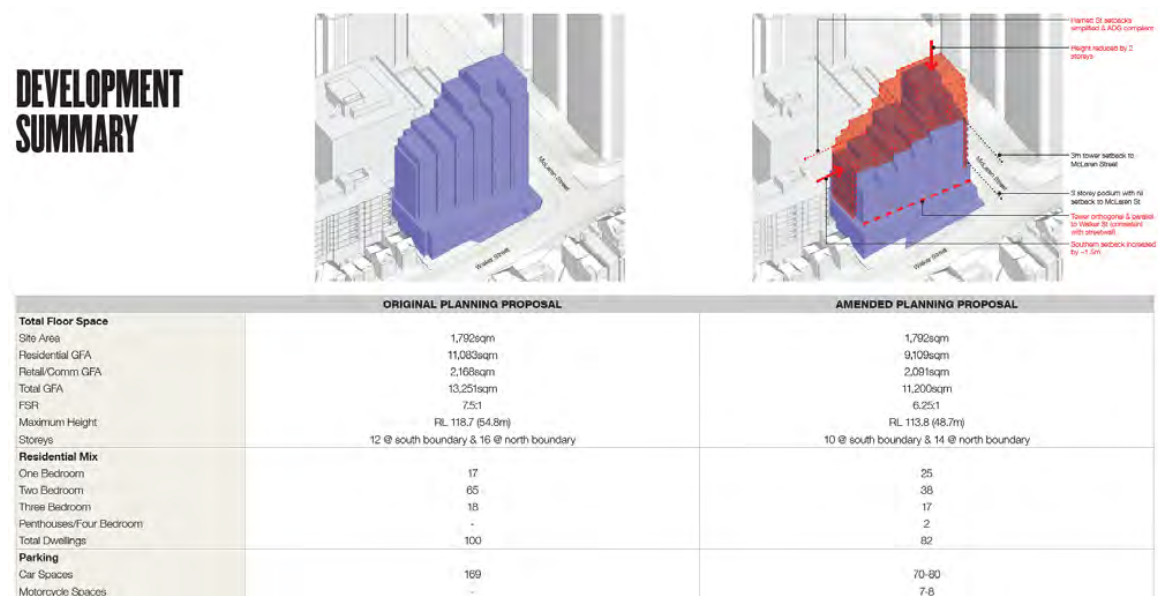 DEVELOPMENT
SUMMARY
McLaren Street
Walker Street
Harnett St setbacks
simplified & ADG compliant
Height reduced by 2
storeys
3m tower setback to
McLaren Street
3 storey podium with nil
setback to McLaren St
Tower orthogonal & parallel
to Walker St (consistent
with streetwall)
Southern setback increased
by ~1.5m
McLaren Street
Walker Street
ORIGINAL PLANNING PROPOSAL AMENDED PLANNING PROPOSAL
Total Floor Space
Site Area 1,792sqm 1,792sqm
Residential GFA 11,083sqm 9,109sqm
Retail/Comm GFA 2,168sqm 2,091sqm
Total GFA 13,251sqm 11,200sqm
FSR 7.5:1 6.25:1
Maximum Height RL 118.7 (54.8m) RL 113.8 (48.7m)
Storeys 12 @ south boundary & 16 @ north boundary 10 @ south boundary & 14 @ north boundary
Residential Mix
One Bedroom 17 25
Two Bedroom 65 38
Three Bedroom 18 17
Penthouses/Four Bedroom - 2
Total Dwellings 100 82
Parking
Car Spaces 169 70-80
Motorcycle Spaces - 7-8